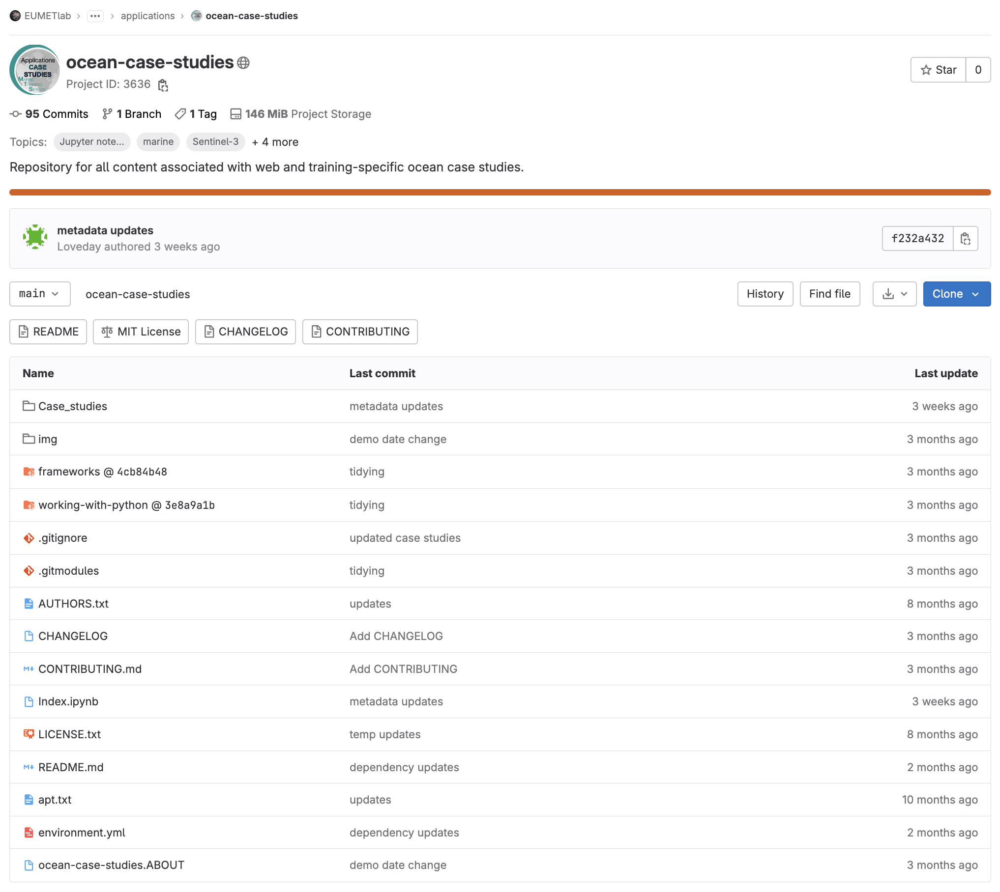 EUMETlab › ••• › applications › ocean-case-studies
Applications
CASE
STUDIES
MARINE
TRAINING
SERVICE
ocean-case-studies
Project ID: 3636
Star 0
95 Commits 1 Branch 1 Tag 146 MiB Project Storage
Topics: Jupyter note... marine Sentinel-3 + 4 more
Repository for all content associated with web and training-specific ocean case studies.
metadata updates
Loveday authored 3 weeks ago
f232a432
main ocean-case-studies History Find file Clone
README MIT License CHANGELOG CONTRIBUTING
Name Last commit Last update
Case_studies metadata updates 3 weeks ago
img demo date change 3 months ago
frameworks @ 4cb84b48 tidying 3 months ago
working-with-python @ 3e8a9a1b tidying 3 months ago
.gitignore updated case studies 3 months ago
.gitmodules tidying 3 months ago
AUTHORS.txt updates 8 months ago
CHANGELOG Add CHANGELOG 3 months ago
CONTRIBUTING.md Add CONTRIBUTING 3 months ago
Index.ipynb metadata updates 3 weeks ago
LICENSE.txt temp updates 8 months ago
README.md dependency updates 2 months ago
apt.txt updates 10 months ago
environment.yml dependency updates 2 months ago
ocean-case-studies.ABOUT demo date change 3 months ago